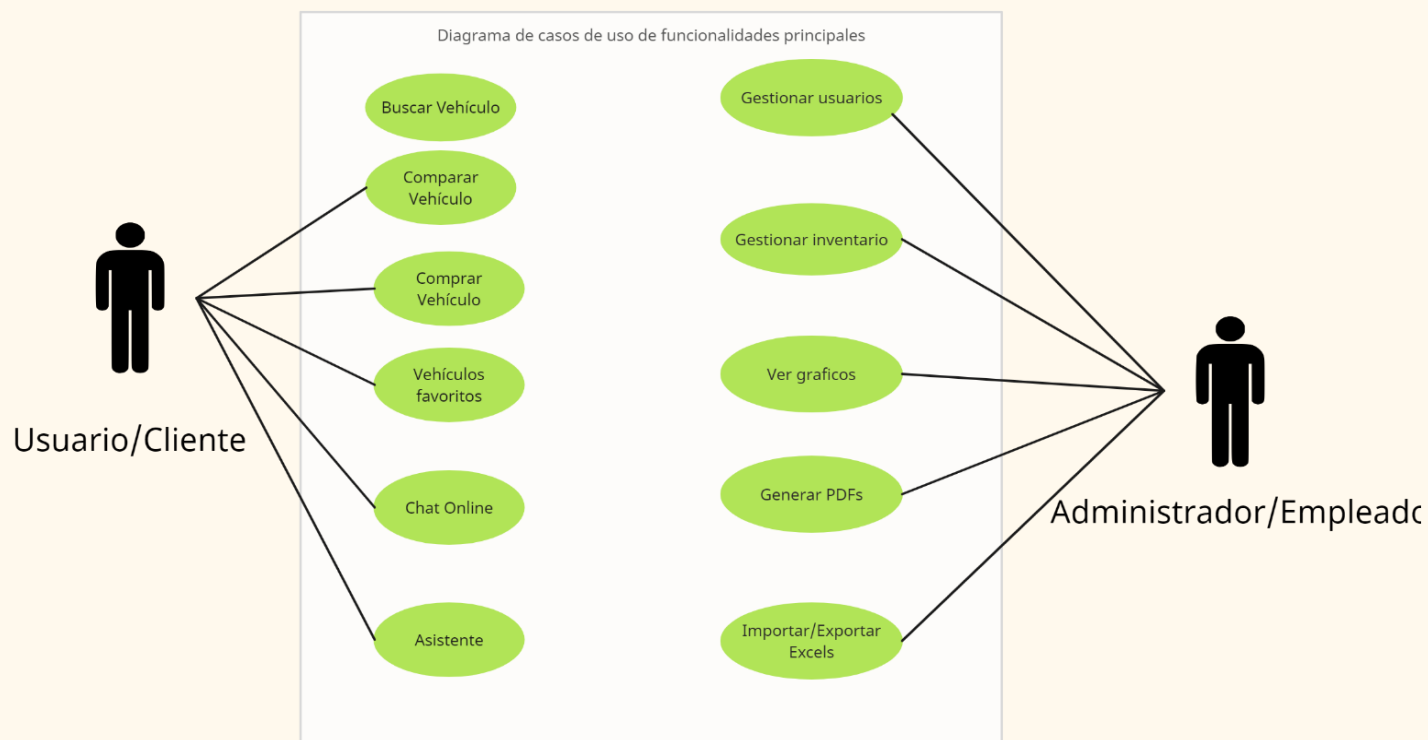 Diagrama de casos de uso de funcionalidades principales
Buscar Vehículo
Comparar
Vehículo
Comprar
Vehículo
Vehículos
favoritos
Chat Online
Asistente
Gestionar usuarios
Gestionar inventario
Ver graficos
Generar PDFs
Importar/Exportar
Excels
Usuario/Cliente
Administrador/Empleado